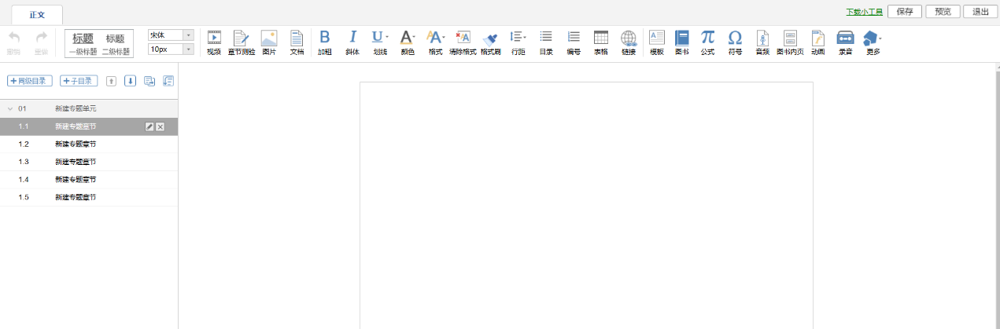 正文
下载小工具 保存 预览 退出
标题 标题 宋体
撤销 重做 一级标题 二级标题 10px 视频 章节测验 图片 文档 加粗 斜体 划线 颜色 格式 清除格式 格式刷 行距 目录 编号 表格 链接 模板 图书 公式 符号 音频 图书内页 动画 录音 更多
+同级目录 +子目录
01 新建专题单元
1.1 新建专题章节
1.2 新建专题章节
1.3 新建专题章节
1.4 新建专题章节
1.5 新建专题章节